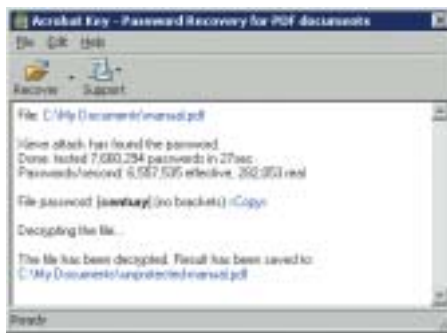 Acrobat Key - Password Recovery for PDF documents
File Edit Help
Recover Support
File: C:\My Documents\manual.pdf
Xieve attack has found the password.
Done: tested 7,680,294 passwords in 27sec
Passwords/second: 6,557,535 effective, 282,053 real
File password: [century] (no brackets) <Copy>
Decrypting the file...
The file has been decrypted. Result has been saved to:
C:\My Documents\unprotected-manual.pdf
Ready